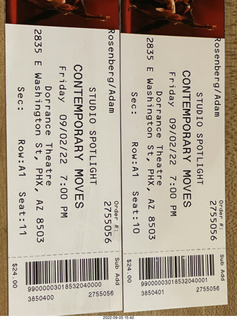 Rosenberg/Adam
Order #:
2755056
STUDIO SPOTLIGHT
CONTEMPORARY MOVES
Friday 09/02/22 7:00 PM
Dorrance Theatre
2835 E Washington St, PHX, AZ 8503
Sec: Row:A1 Seat:11
Sub Add
$24.00
99000003018532040000
3850400 2755056
Rosenberg/Adam
Order #:
2755056
STUDIO SPOTLIGHT
CONTEMPORARY MOVES
Friday 09/02/22 7:00 PM
Dorrance Theatre
2835 E Washington St, PHX, AZ 8503
Sec: Row:A1 Seat:10
Sub Add
$24.00
99000003018532040001
3850401 2755056